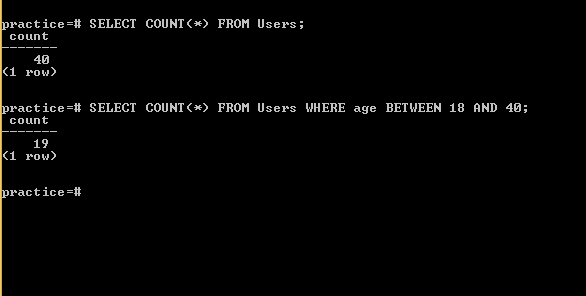 practice=# SELECT COUNT(*) FROM Users;
 count
-------
    40
(1 row)

practice=# SELECT COUNT(*) FROM Users WHERE age BETWEEN 18 AND 40;
 count
-------
    19
(1 row)

practice=#